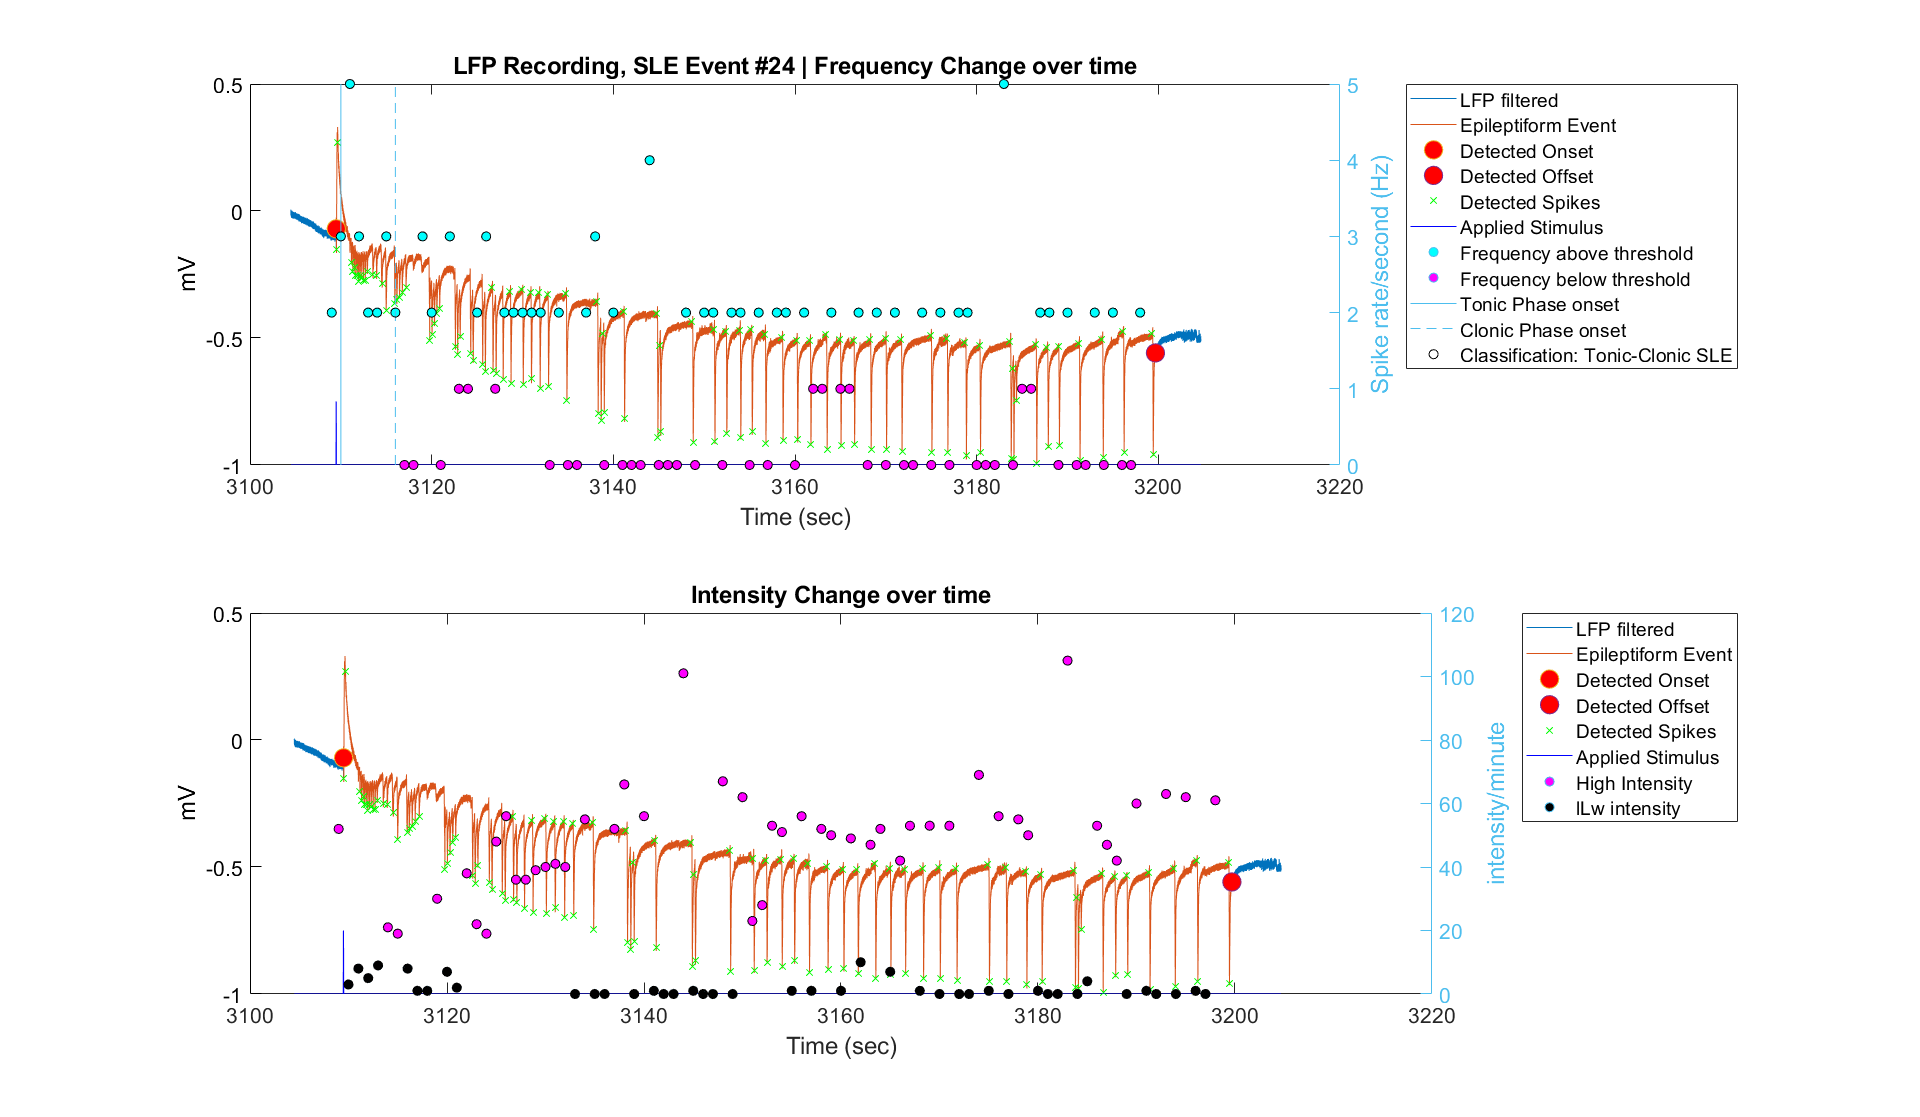 LFP Recording, SLE Event #24 | Frequency Change over time
0.5
0
-0.5
-1
mV
5
4
3
2
1
0
Spike rate/second (Hz)
3100
3120
3140
3160
3180
3200
3220
Time (sec)
LFP filtered
Epileptiform Event
Detected Onset
Detected Offset
Detected Spikes
Applied Stimulus
Frequency above threshold
Frequency below threshold
Tonic Phase onset
Clonic Phase onset
Classification: Tonic-Clonic SLE
Intensity Change over time
0.5
0
-0.5
-1
mV
120
100
80
60
40
20
0
intensity/minute
3100
3120
3140
3160
3180
3200
3220
Time (sec)
LFP filtered
Epileptiform Event
Detected Onset
Detected Offset
Detected Spikes
Applied Stimulus
High Intensity
lLw intensity